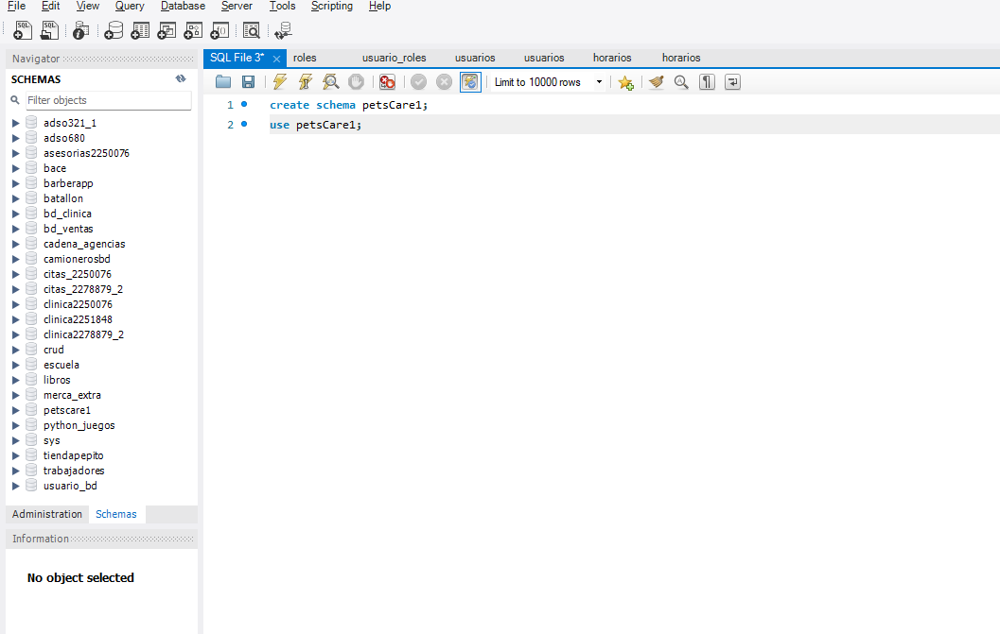 File Edit View Query Database Server Tools Scripting Help
Navigator
SCHEMAS
Filter objects
adso321_1
adso680
asesorias2250076
bace
barberapp
batallon
bd_clinica
bd_ventas
cadena_agencias
camionerosbd
citas_2250076
citas_2278879_2
clinica2250076
clinica2251848
clinica2278879_2
crud
escuela
libros
merca_extra
petscare1
python_juegos
sys
tiendapepito
trabajadores
usuario_bd
Administration Schemas
Information
No object selected
SQL File 3* roles usuario_roles usuarios usuarios horarios horarios
Limit to 10000 rows
1 create schema petsCare1;
2 use petsCare1;